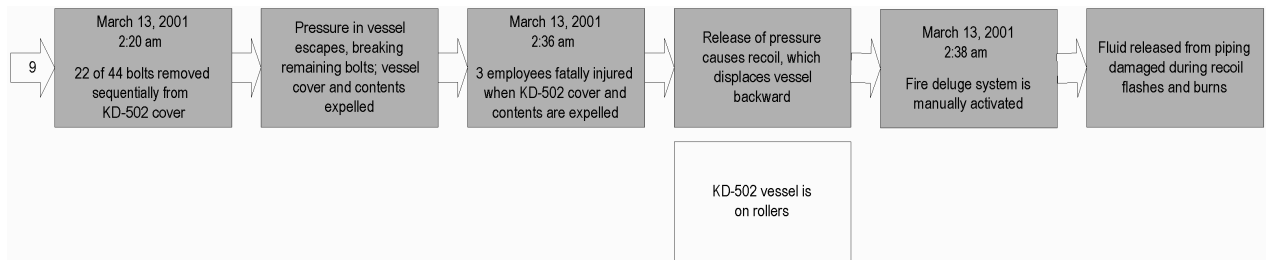 9
March 13, 2001
2:20 am
22 of 44 bolts removed
sequentially from
KD-502 cover
Pressure in vessel
escapes, breaking
remaining bolts; vessel
cover and contents
expelled
March 13, 2001
2:36 am
3 employees fatally injured
when KD-502 cover and
contents are expelled
Release of pressure
causes recoil, which
displaces vessel
backward
March 13, 2001
2:38 am
Fire deluge system is
manually activated
Fluid released from piping
damaged during recoil
flashes and burns
KD-502 vessel is
on rollers